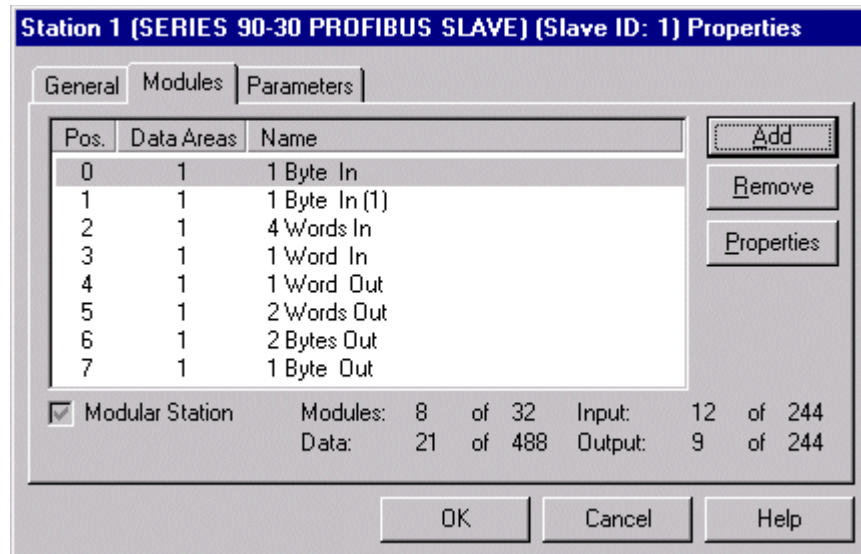 Station 1 (SERIES 90-30 PROFIBUS SLAVE) (Slave ID: 1) Properties
General Modules Parameters
Pos. Data Areas Name
0 1 1 Byte In
1 1 1 Byte In (1)
2 1 4 Words In
3 1 1 Word In
4 1 1 Word Out
5 1 2 Words Out
6 1 2 Bytes Out
7 1 1 Byte Out
Add
Remove
Properties
Modular Station Modules: 8 of 32 Input: 12 of 244
Data: 21 of 488 Output: 9 of 244
OK Cancel Help